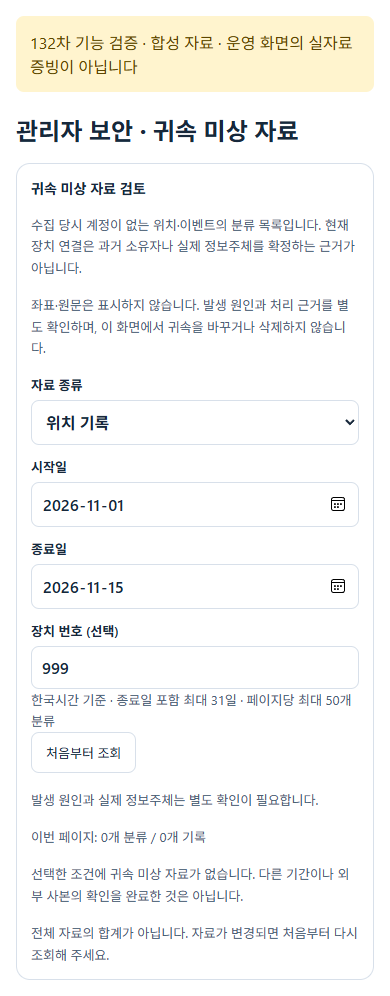 132차 기능 검증 · 합성 자료 · 운영 화면의 실자료
증빙이 아닙니다
관리자 보안 · 귀속 미상 자료
귀속 미상 자료 검토
수집 당시 계정이 없는 위치·이벤트의 분류 목록입니다. 현재
장치 연결은 과거 소유자나 실제 정보주체를 확정하는 근거가
아닙니다.
좌표·원문은 표시하지 않습니다. 발생 원인과 처리 근거를 별
도 확인하며, 이 화면에서 귀속을 바꾸거나 삭제하지 않습니
다.
자료 종류
위치 기록
시작일
2026-11-01
종료일
2026-11-15
장치 번호 (선택)
999
한국시간 기준 · 종료일 포함 최대 31일 · 페이지당 최대 50개
분류
처음부터 조회
발생 원인과 실제 정보주체는 별도 확인이 필요합니다.
이번 페이지: 0개 분류 / 0개 기록
선택한 조건에 귀속 미상 자료가 없습니다. 다른 기간이나 외
부 사본의 확인을 완료한 것은 아닙니다.
전체 자료의 합계가 아닙니다. 자료가 변경되면 처음부터 다시
조회해 주세요.